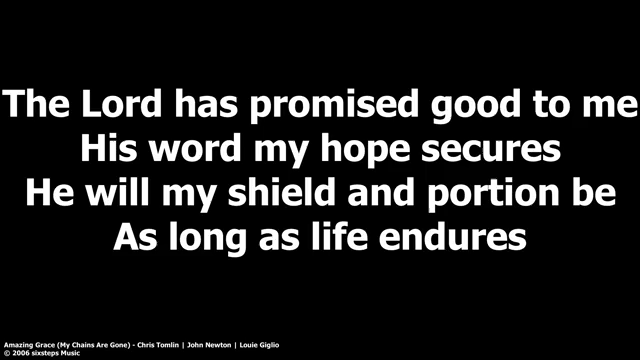 The Lord has promised good to me
His word my hope secures
He will my shield and portion be
As long as life endures
Amazing Grace (My Chains Are Gone) - Chris Tomlin | John Newton | Louie Giglio
© 2006 sixsteps Music